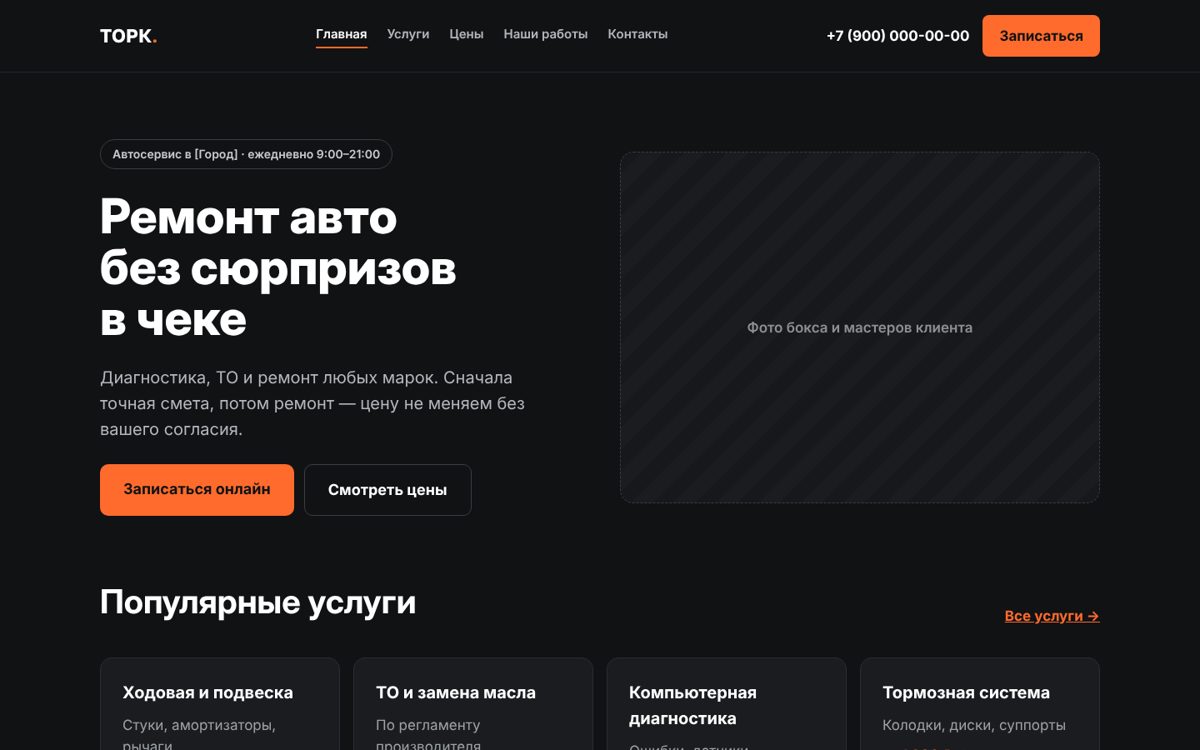 ТОРК.
Главная
Услуги
Цены
Наши работы
Контакты
+7 (900) 000-00-00
Записаться
Автосервис в [Город] · ежедневно 9:00–21:00
Ремонт авто
без сюрпризов
в чеке
Диагностика, ТО и ремонт любых марок. Сначала
точная смета, потом ремонт — цену не меняем без
вашего согласия.
Записаться онлайн
Смотреть цены
Фото бокса и мастеров клиента
Популярные услуги
Все услуги →
Ходовая и подвеска
Стуки, амортизаторы,
рычаги
ТО и замена масла
По регламенту
производителя
Компьютерная
диагностика
Ошибки, датчики
Тормозная система
Колодки, диски, суппорты